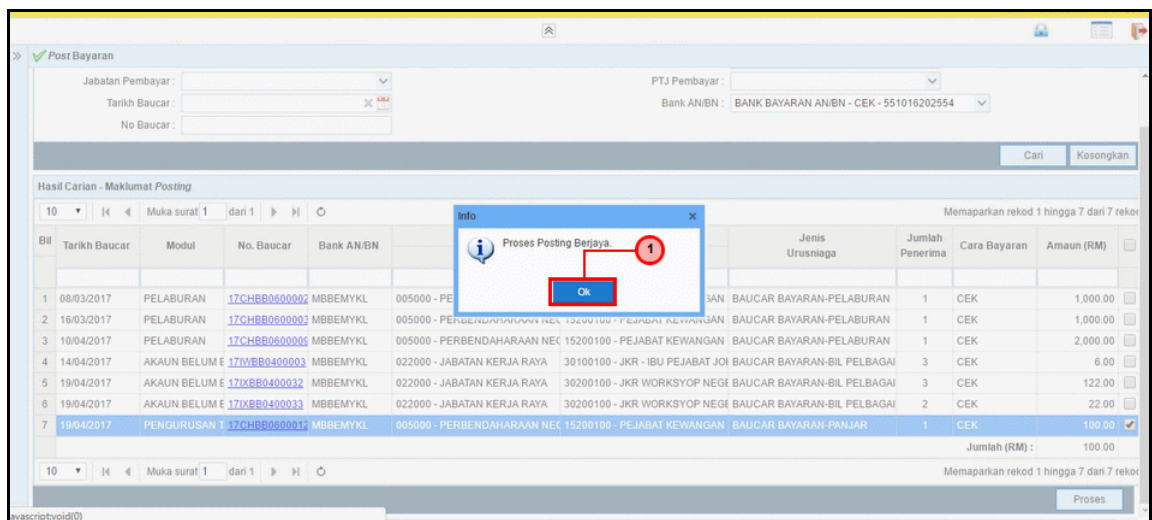 Post Bayaran
Jabatan Pembayar :
PTJ Pembayar :
Tarikh Baucar :
Bank AN/BN : BANK BAYARAN AN/BN - CEK - 551016202554
No Baucar :
Cari Kosongkan
Hasil Carian - Maklumat Posting
10 Muka surat 1 dari 1 Memaparkan rekod 1 hingga 7 dari 7 rekod
Info
Proses Posting Berjaya.
1
Ok
Bil Tarikh Baucar Modul No. Baucar Bank AN/BN Jenis Urusniaga Jumlah Penerima Cara Bayaran Amaun (RM)
1 08/03/2017 PELABURAN 17CHBB0600002 MBBEMYKL 005000 - PE GAN BAUCAR BAYARAN-PELABURAN 1 CEK 1,000.00
2 16/03/2017 PELABURAN 17CHBB0600003 MBBEMYKL 005000 - PERBENDAHARAAN NEG 15200100 - PEJABAT KEWANGAN BAUCAR BAYARAN-PELABURAN 1 CEK 1,000.00
3 10/04/2017 PELABURAN 17CHBB0600009 MBBEMYKL 005000 - PERBENDAHARAAN NEG 15200100 - PEJABAT KEWANGAN BAUCAR BAYARAN-PELABURAN 1 CEK 2,000.00
4 14/04/2017 AKAUN BELUM B 17IWBB0400003 MBBEMYKL 022000 - JABATAN KERJA RAYA 30100100 - JKR - IBU PEJABAT JOH BAUCAR BAYARAN-BIL PELBAGAI 3 CEK 6.00
5 19/04/2017 AKAUN BELUM B 17IXBB0400032 MBBEMYKL 022000 - JABATAN KERJA RAYA 30200100 - JKR WORKSYOP NEGE BAUCAR BAYARAN-BIL PELBAGAI 3 CEK 122.00
6 19/04/2017 AKAUN BELUM B 17IXBB0400033 MBBEMYKL 022000 - JABATAN KERJA RAYA 30200100 - JKR WORKSYOP NEGE BAUCAR BAYARAN-BIL PELBAGAI 2 CEK 22.00
7 19/04/2017 PENGURUSAN T 17CHBB0600012 MBBEMYKL 005000 - PERBENDAHARAAN NEG 15200100 - PEJABAT KEWANGAN BAUCAR BAYARAN-PANJAR 1 CEK 100.00
Jumlah (RM) : 100.00
10 Muka surat 1 dari 1 Memaparkan rekod 1 hingga 7 dari 7 rekod
Proses
avascript:void(0)